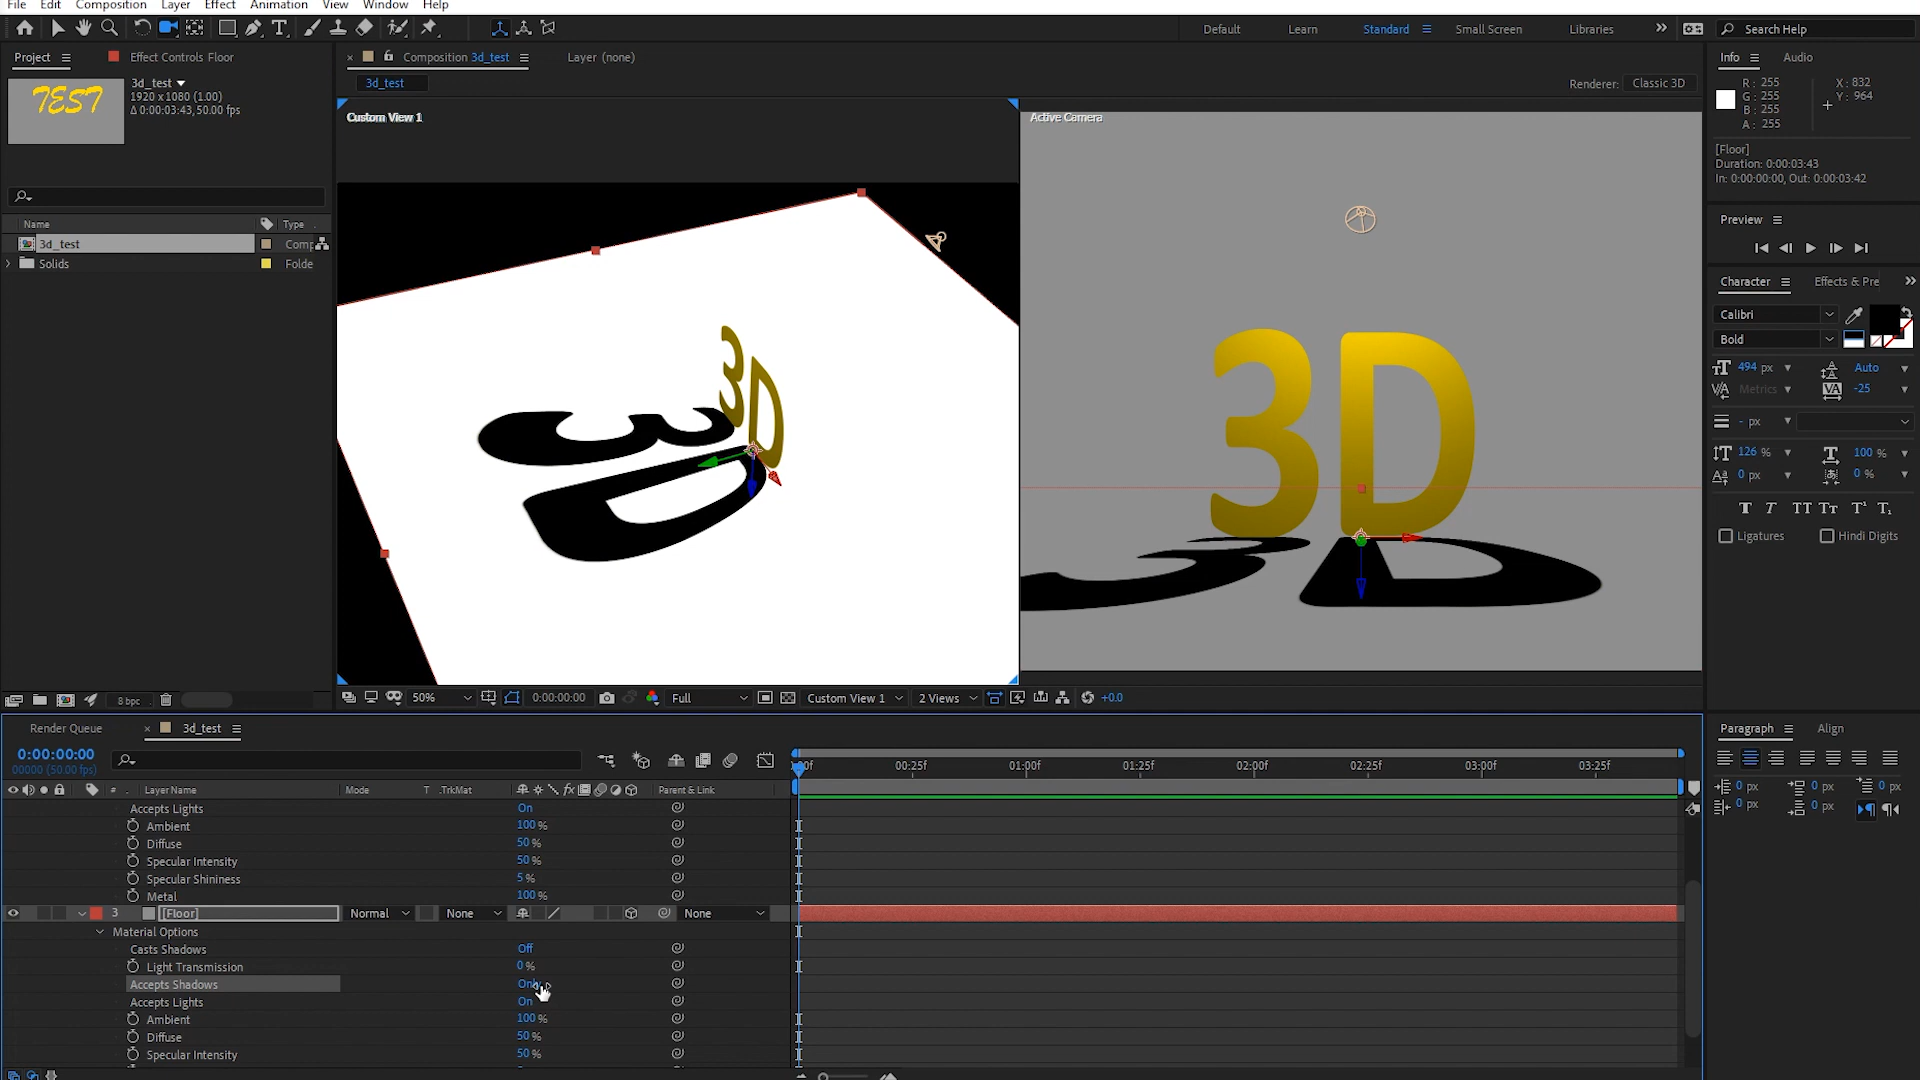 File Edit Composition Layer Effect Animation View Window Help
Default Learn Standard Small Screen Libraries Search Help
Project Effect Controls Floor
Composition 3d_test Layer (none)
Info Audio
3d_test
1920 x 1080 (1.00)
Δ 0:00:03:43, 50.00 fps
TEST
3d_test
Renderer: Classic 3D
R: 255
G: 255
B: 255
A: 255
X: 832
Y: 964
[Floor]
Duration: 0:00:03:43
In: 0:00:00:00, Out: 0:00:03:42
Custom View 1
Active Camera
Name Type
3d_test Comp
Solids Folde
Preview
Character Effects & Pre
Calibri
Bold
494 px Auto
Metrics -25
- px
126 % 100 %
0 px 0 %
T T TT Tт T¹ T₁
Ligatures Hindi Digits
3D
3D
8 bpc
50% 0:00:00:00 Full Custom View 1 2 Views +0.0
Render Queue 3d_test
0:00:00:00
00000 (50.00 fps)
00:25f 01:00f 01:25f 02:00f 02:25f 03:00f 03:25f
# Layer Name Mode T .TrkMat Parent & Link
Accepts Lights On
Ambient 100 %
Diffuse 50 %
Specular Intensity 50 %
Specular Shininess 5 %
Metal 100 %
3 [Floor] Normal None None
Material Options
Casts Shadows Off
Light Transmission 0 %
Accepts Shadows Only
Accepts Lights On
Ambient 100 %
Diffuse 50 %
Specular Intensity 50 %
Paragraph Align
0 px 0 px 0 px
0 px 0 px